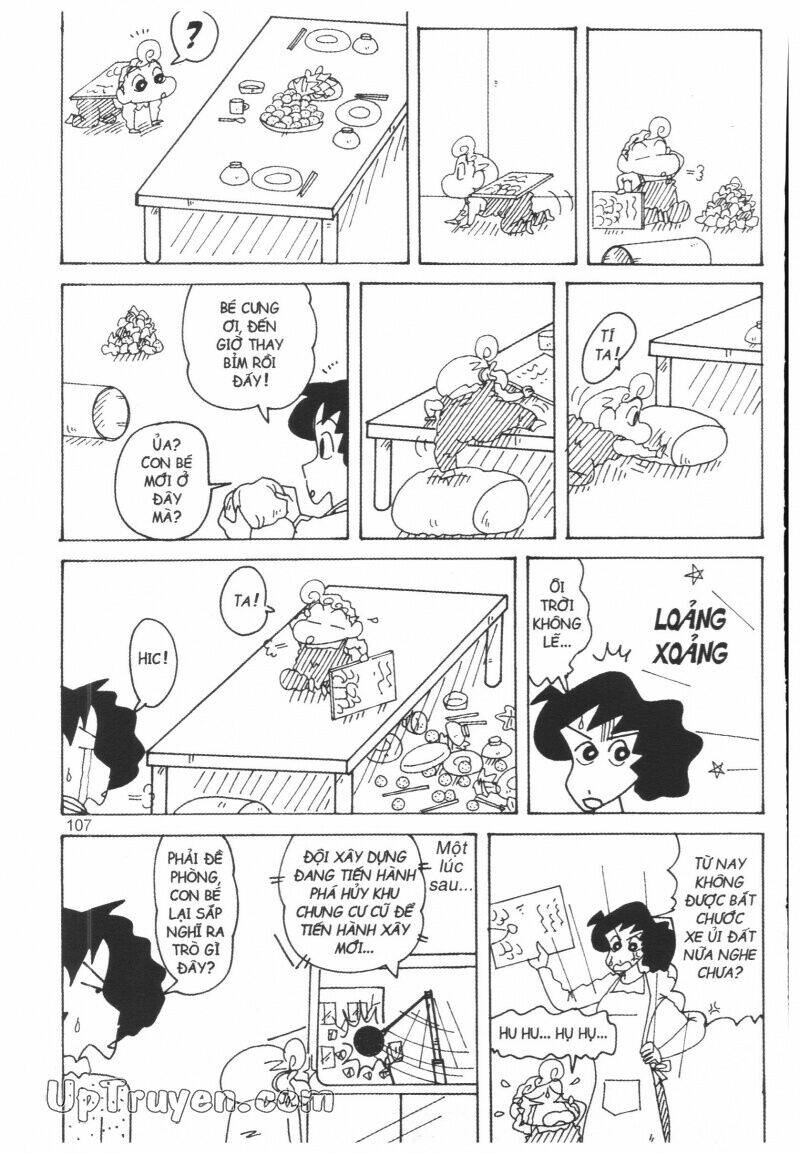 ?
BÉ CƯNG
ƠI, ĐẾN
GIỜ THAY
BỈM RỒI
ĐẤY!
ỦA?
CON BÉ
MỚI Ở
ĐÂY
MÀ?
TÍ
TA!
HIC!
TA!
ÔI
TRỜI
KHÔNG
LẼ...
LOẢNG
XOẢNG
107
PHẢI ĐỀ
PHÒNG,
CON BÉ
LẠI SẮP
NGHĨ RA
TRÒ GÌ
ĐÂY?
ĐỘI XÂY DỰNG
ĐANG TIẾN HÀNH
PHÁ HỦY KHU
CHUNG CƯ CŨ ĐỂ
TIẾN HÀNH XÂY
MỚI...
Một
lúc
sau...
TỪ NAY
KHÔNG
ĐƯỢC BẮT
CHƯỚC
XE ỦI ĐẤT
NỮA NGHE
CHƯA?
HU HU... HỤ HỤ...
UpTruyen.com